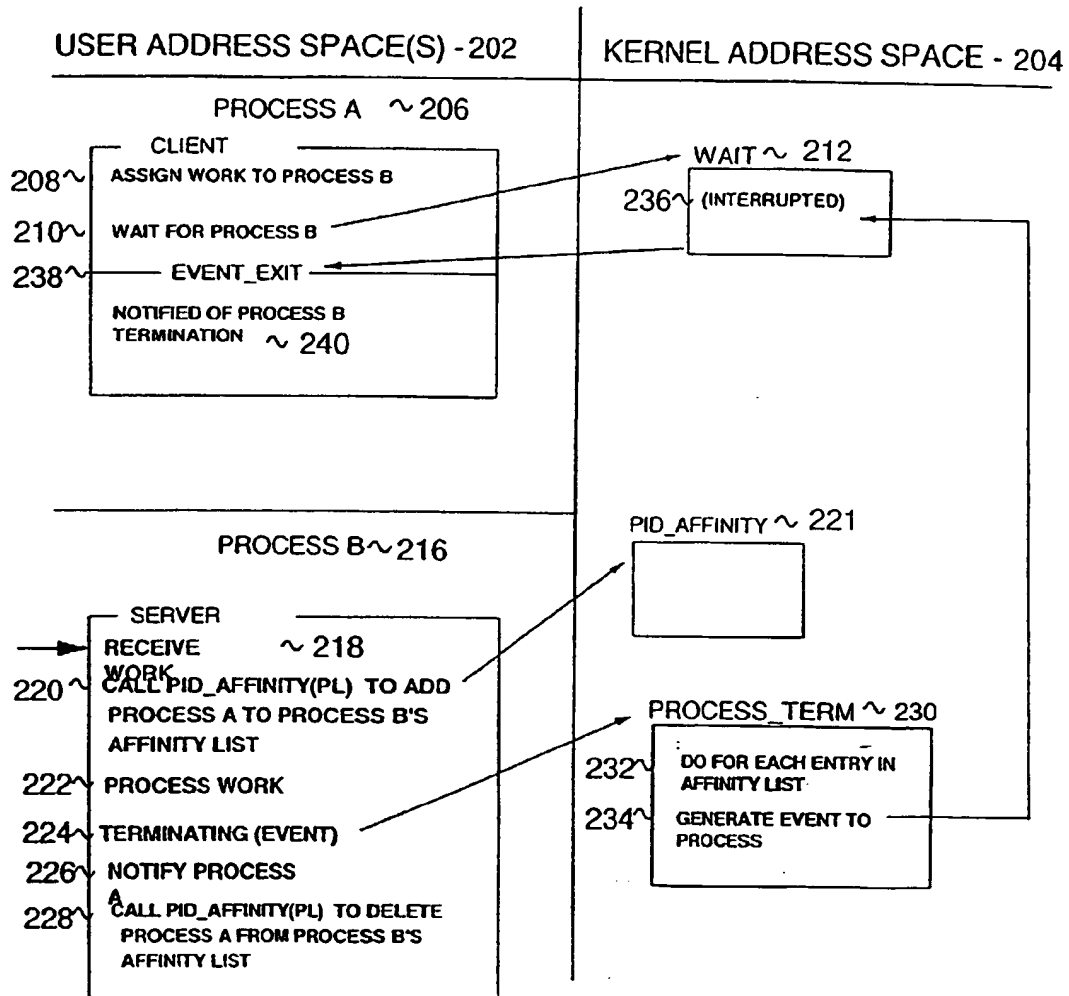 USER ADDRESS SPACE(S) - 202
KERNEL ADDRESS SPACE - 204
PROCESS A ~ 206
CLIENT
208~ ASSIGN WORK TO PROCESS B
210~ WAIT FOR PROCESS B
238~ EVENT_EXIT
NOTIFIED OF PROCESS B
TERMINATION ~ 240
WAIT ~ 212
236~ (INTERRUPTED)
PROCESS B~ 216
SERVER
RECEIVE ~ 218
WORK
220~ CALL PID_AFFINITY(PL) TO ADD
PROCESS A TO PROCESS B'S
AFFINITY LIST
222~ PROCESS WORK
224~ TERMINATING (EVENT)
226~ NOTIFY PROCESS
A
228~ CALL PID_AFFINITY(PL) TO DELETE
PROCESS A FROM PROCESS B'S
AFFINITY LIST
PID_AFFINITY ~ 221
PROCESS_TERM ~ 230
232~ DO FOR EACH ENTRY IN
AFFINITY LIST
234~ GENERATE EVENT TO
PROCESS